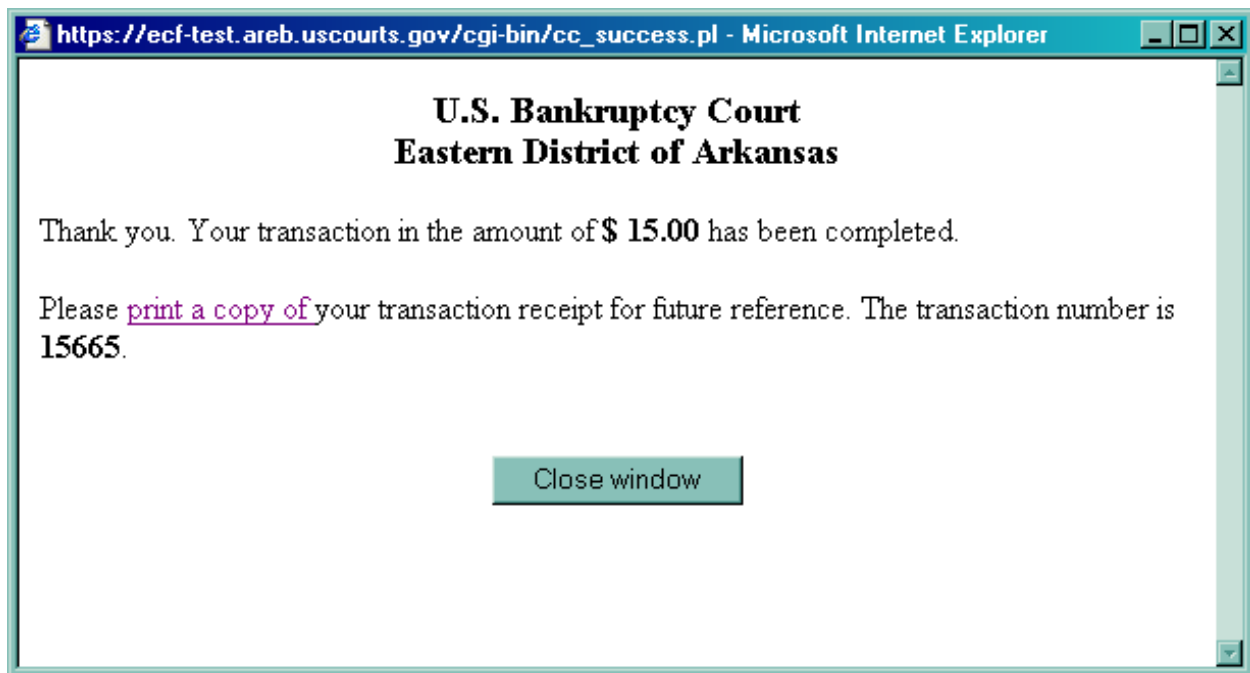 https://ecf-test.areb.uscourts.gov/cgi-bin/cc_success.pl - Microsoft Internet Explorer
U.S. Bankruptcy Court
Eastern District of Arkansas
Thank you. Your transaction in the amount of $ 15.00 has been completed.
Please print a copy of your transaction receipt for future reference. The transaction number is
15665.
Close window